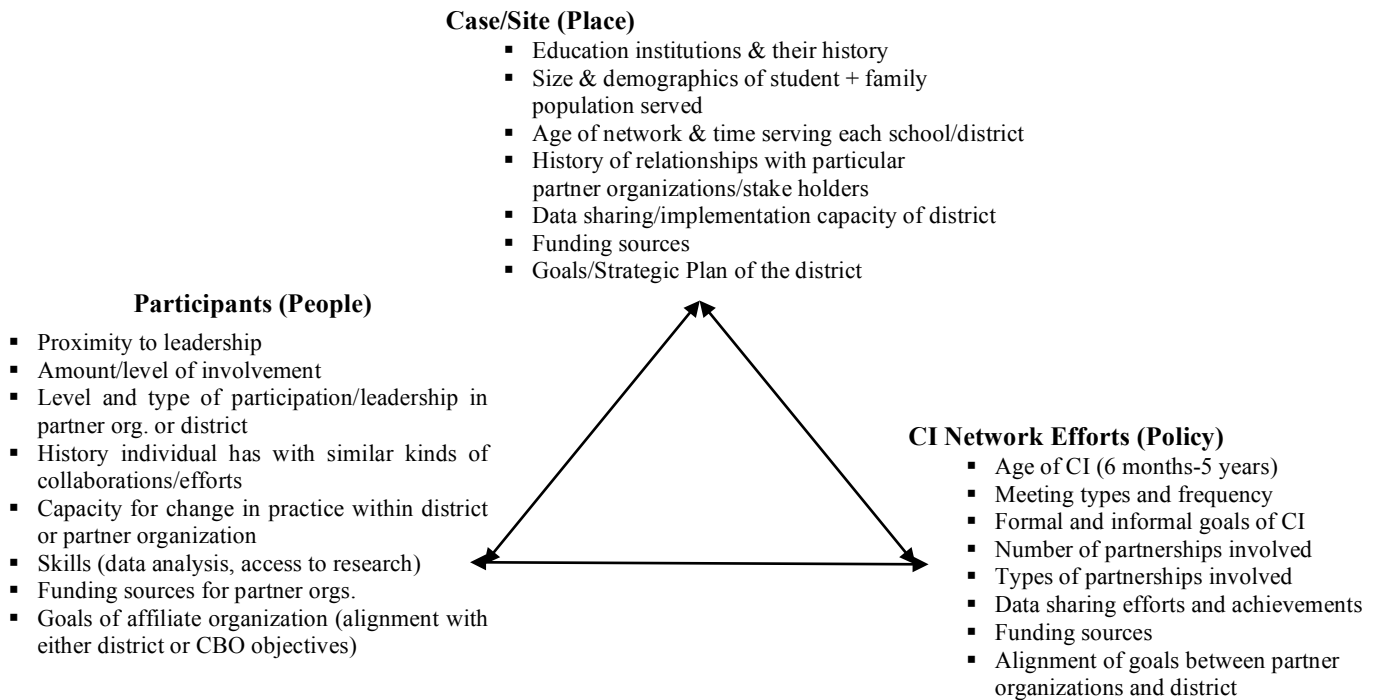 Case/Site (Place)
▪ Education institutions & their history
▪ Size & demographics of student + family
population served
▪ Age of network & time serving each school/district
▪ History of relationships with particular
partner organizations/stake holders
▪ Data sharing/implementation capacity of district
▪ Funding sources
▪ Goals/Strategic Plan of the district
Participants (People)
▪ Proximity to leadership
▪ Amount/level of involvement
▪ Level and type of participation/leadership in
partner org. or district
▪ History individual has with similar kinds of
collaborations/efforts
▪ Capacity for change in practice within district
or partner organization
▪ Skills (data analysis, access to research)
▪ Funding sources for partner orgs.
▪ Goals of affiliate organization (alignment with
either district or CBO objectives)
CI Network Efforts (Policy)
▪ Age of CI (6 months-5 years)
▪ Meeting types and frequency
▪ Formal and informal goals of CI
▪ Number of partnerships involved
▪ Types of partnerships involved
▪ Data sharing efforts and achievements
▪ Funding sources
▪ Alignment of goals between partner
organizations and district